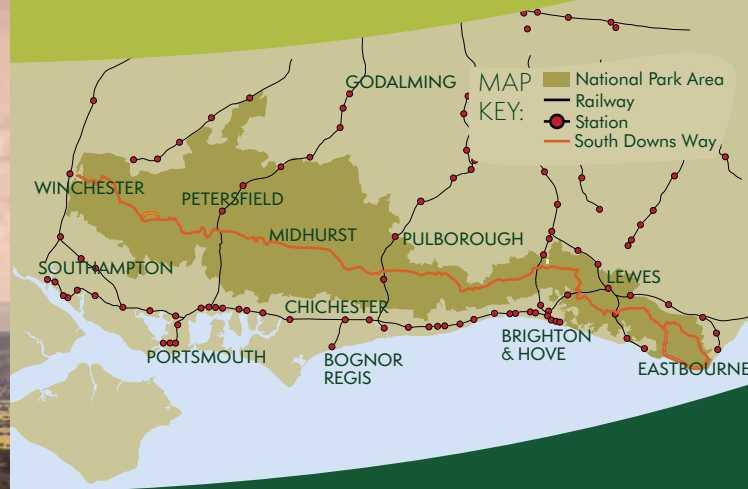 GODALMING
MAP
KEY:
National Park Area
Railway
Station
South Downs Way
WINCHESTER
PETERSFIELD
MIDHURST
PULBOROUGH
SOUTHAMPTON
LEWES
CHICHESTER
PORTSMOUTH
BOGNOR
REGIS
BRIGHTON
& HOVE
EASTBOURNE